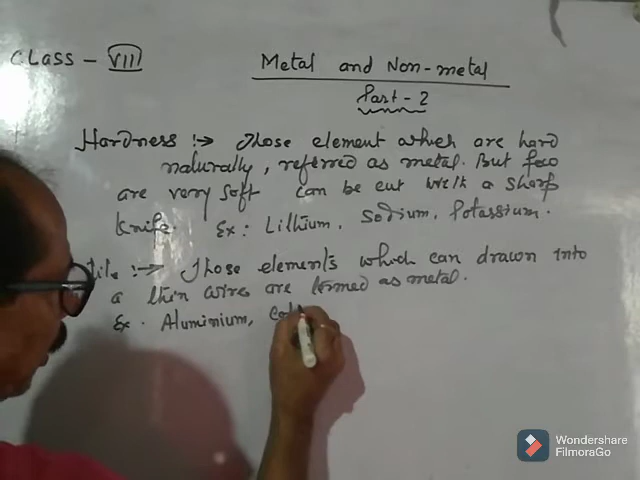 CLASS - VIII
Metal and Non-metal
Part - 2
Hardness :→ Those element which are hard
naturally, referred as metal. But few
are very soft can be cut with a sharp
knife. Ex: Lithium, Sodium, Potassium.
tile :→ Those elements which can drawn into
a thin wires are termed as metal.
Ex. Aluminium,
Wondershare
FilmoraGo